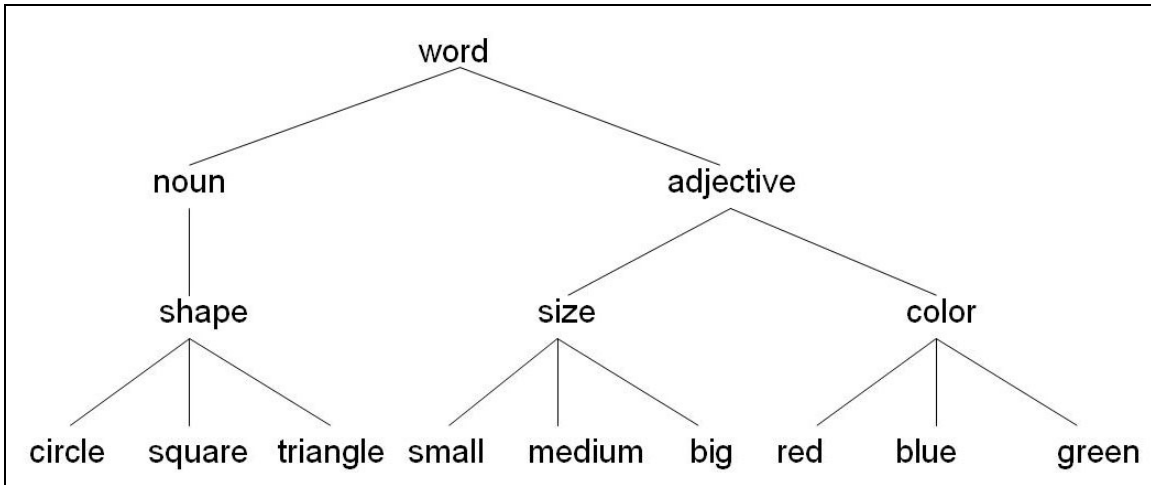 word
noun adjective
shape size color
circle square triangle small medium big red blue green